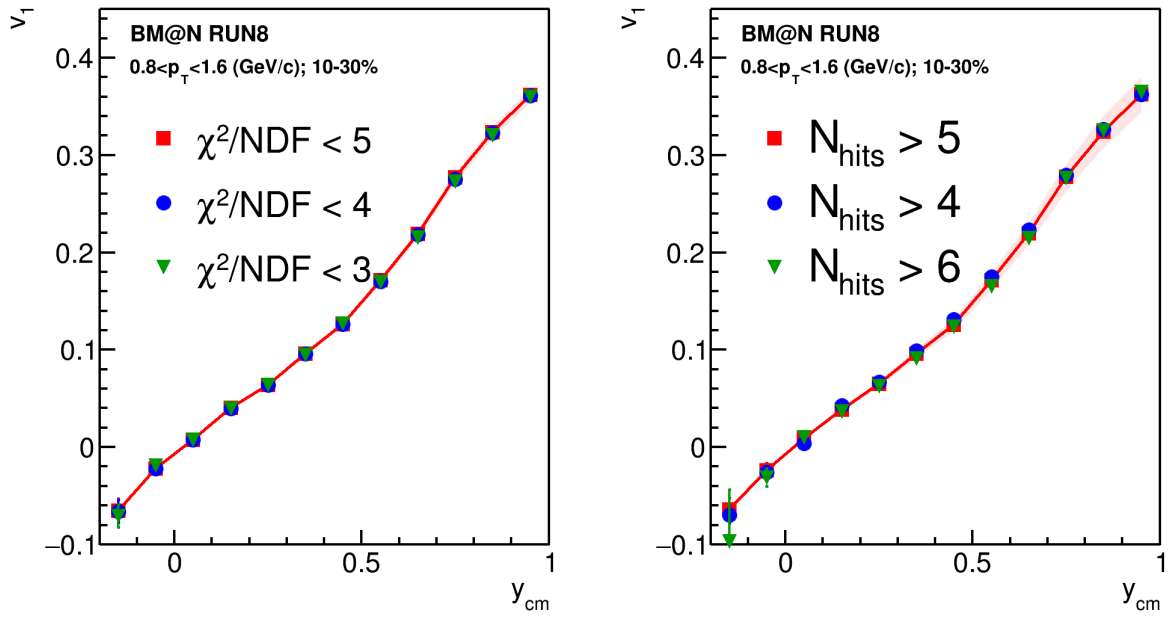 v₁
0.4
0.3
0.2
0.1
0
−0.1
0
0.5
1
y_cm
BM@N RUN8
0.8<p_T<1.6 (GeV/c); 10-30%
χ²/NDF < 5
χ²/NDF < 4
χ²/NDF < 3
v₁
0.4
0.3
0.2
0.1
0
−0.1
0
0.5
1
y_cm
BM@N RUN8
0.8<p_T<1.6 (GeV/c); 10-30%
N_hits > 5
N_hits > 4
N_hits > 6